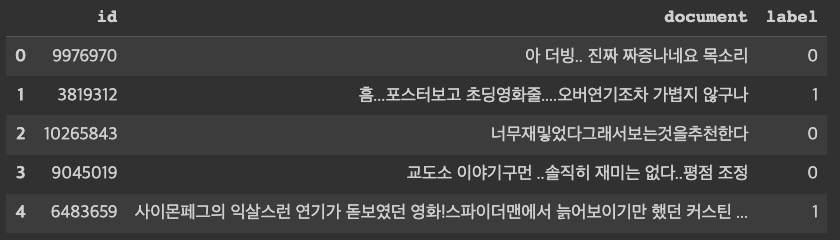 id document label
0 9976970 아 더빙.. 진짜 짜증나네요 목소리 0
1 3819312 흠...포스터보고 초딩영화줄....오버연기조차 가볍지 않구나 1
2 10265843 너무재밓었다그래서보는것을추천한다 0
3 9045019 교도소 이야기구먼 ..솔직히 재미는 없다..평점 조정 0
4 6483659 사이몬페그의 익살스런 연기가 돋보였던 영화!스파이더맨에서 늙어보이기만 했던 커스틴 ... 1